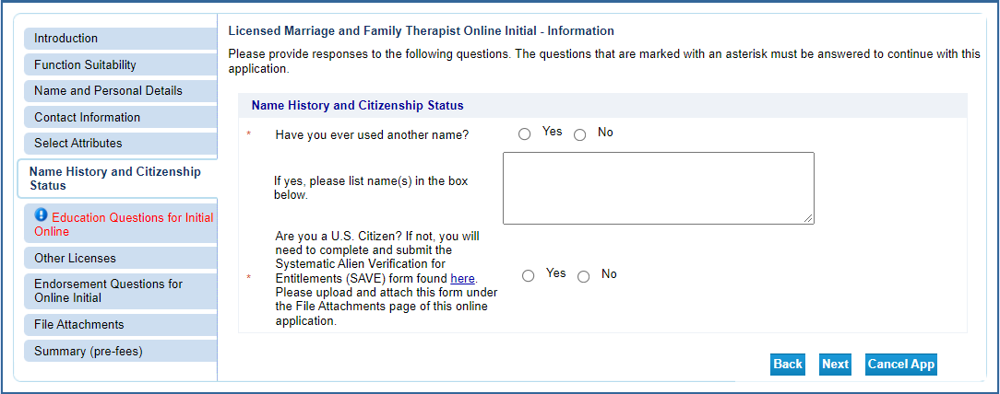 Introduction
Function Suitability
Name and Personal Details
Contact Information
Select Attributes
Name History and Citizenship
Status
Education Questions for Initial
Online
Other Licenses
Endorsement Questions for
Online Initial
File Attachments
Summary (pre-fees)
Licensed Marriage and Family Therapist Online Initial - Information
Please provide responses to the following questions. The questions that are marked with an asterisk must be answered to continue with this
application.
Name History and Citizenship Status
* Have you ever used another name? Yes No
If yes, please list name(s) in the box
below.
Are you a U.S. Citizen? If not, you will
need to complete and submit the
Systematic Alien Verification for
* Entitlements (SAVE) form found here. Yes No
Please upload and attach this form under
the File Attachments page of this online
application.
Back Next Cancel App